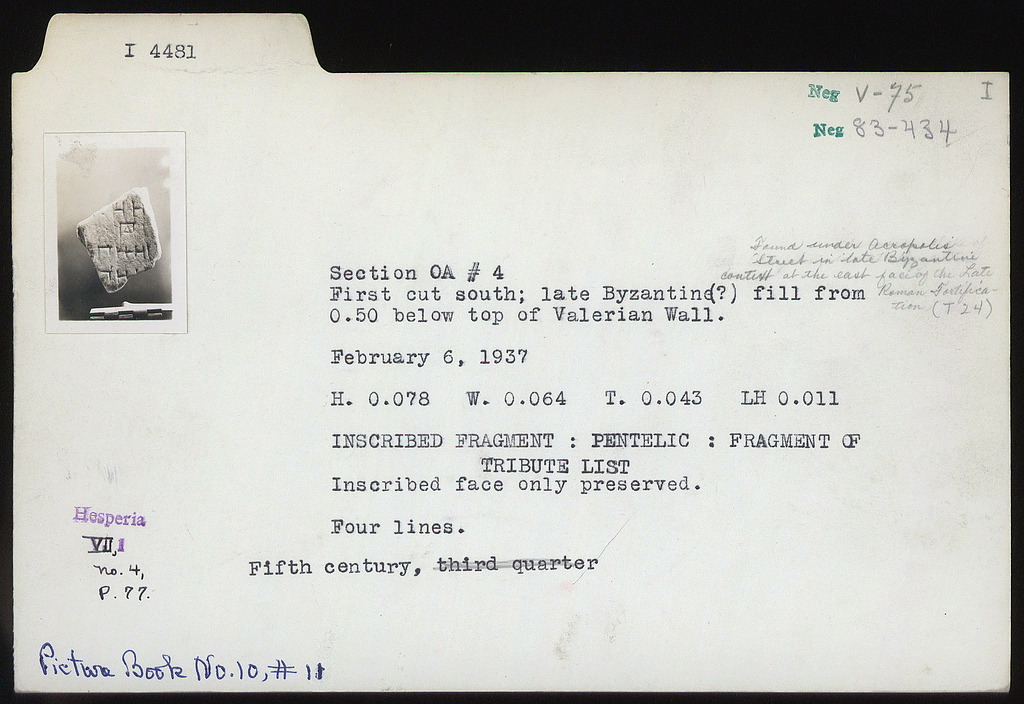 I 4481
Neg V-75 I
Neg 83-434
Found under Acropolis
Street in late Byzantine
context at the east face of the Late
Roman Fortifica-
tion (T 24)
Section OA # 4
First cut south; late Byzantine(?) fill from
0.50 below top of Valerian Wall.
February 6, 1937
H. 0.078 W. 0.064 T. 0.043 LH 0.011
INSCRIBED FRAGMENT : PENTELIC : FRAGMENT OF
TRIBUTE LIST
Inscribed face only preserved.
Four lines.
Fifth century, third quarter
Hesperia
VII,1
no. 4,
P. 77.
Picture Book No. 10, # 11